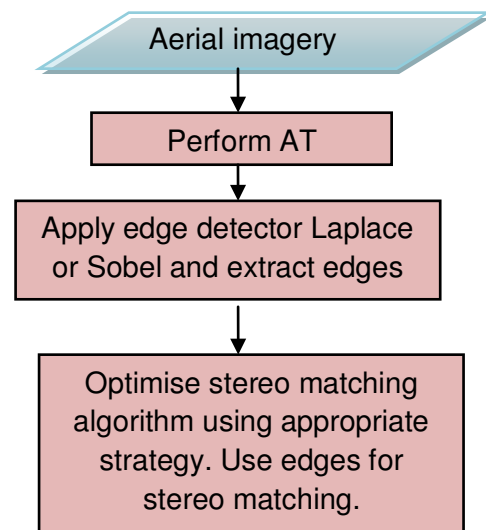 Aerial imagery
Perform AT
Apply edge detector Laplace
or Sobel and extract edges
Optimise stereo matching
algorithm using appropriate
strategy. Use edges for
stereo matching.